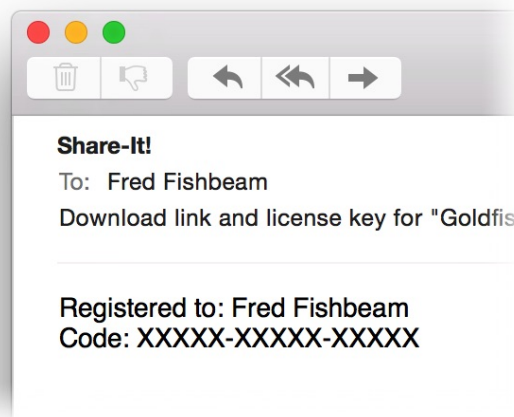 Share-It!
To: Fred Fishbeam
Download link and license key for "Goldfis
Registered to: Fred Fishbeam
Code: XXXXX-XXXXX-XXXXX